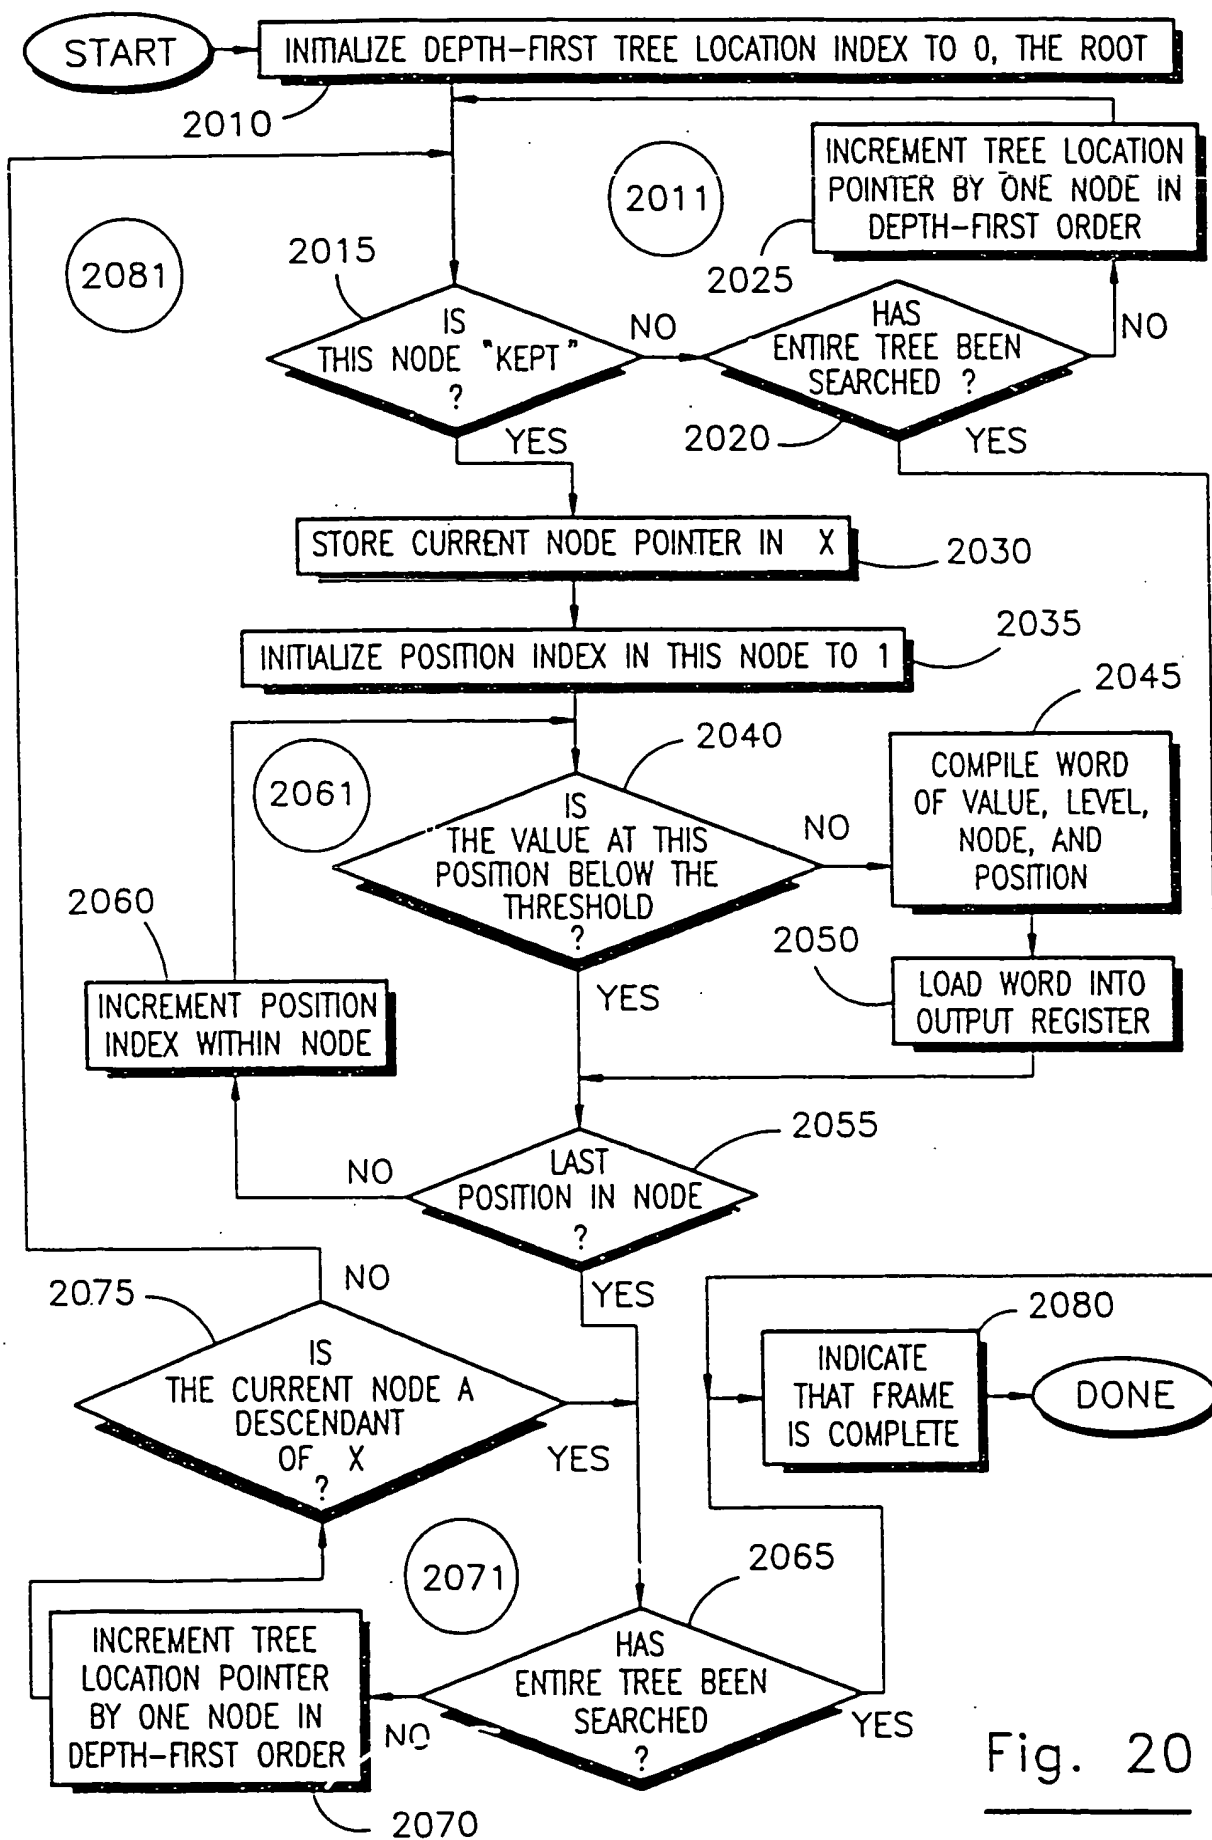 START
INITIALIZE DEPTH-FIRST TREE LOCATION INDEX TO 0, THE ROOT
2010
INCREMENT TREE LOCATION
POINTER BY ONE NODE IN
DEPTH-FIRST ORDER
2011
2025
2081
2015
IS
THIS NODE "KEPT"
?
NO
HAS
ENTIRE TREE BEEN
SEARCHED ?
NO
2020
YES
YES
STORE CURRENT NODE POINTER IN X
2030
INITIALIZE POSITION INDEX IN THIS NODE TO 1
2035
2045
2040
2061
IS
THE VALUE AT THIS
POSITION BELOW THE
THRESHOLD
?
NO
COMPILE WORD
OF VALUE, LEVEL,
NODE, AND
POSITION
2060
2050
YES
INCREMENT POSITION
INDEX WITHIN NODE
LOAD WORD INTO
OUTPUT REGISTER
2055
NO
LAST
POSITION IN NODE
?
YES
2075
NO
IS
THE CURRENT NODE A
DESCENDANT
OF X
?
YES
2080
INDICATE
THAT FRAME
IS COMPLETE
DONE
2071
2065
HAS
ENTIRE TREE BEEN
SEARCHED
?
YES
NO
INCREMENT TREE
LOCATION POINTER
BY ONE NODE IN
DEPTH-FIRST ORDER
2070
Fig. 20